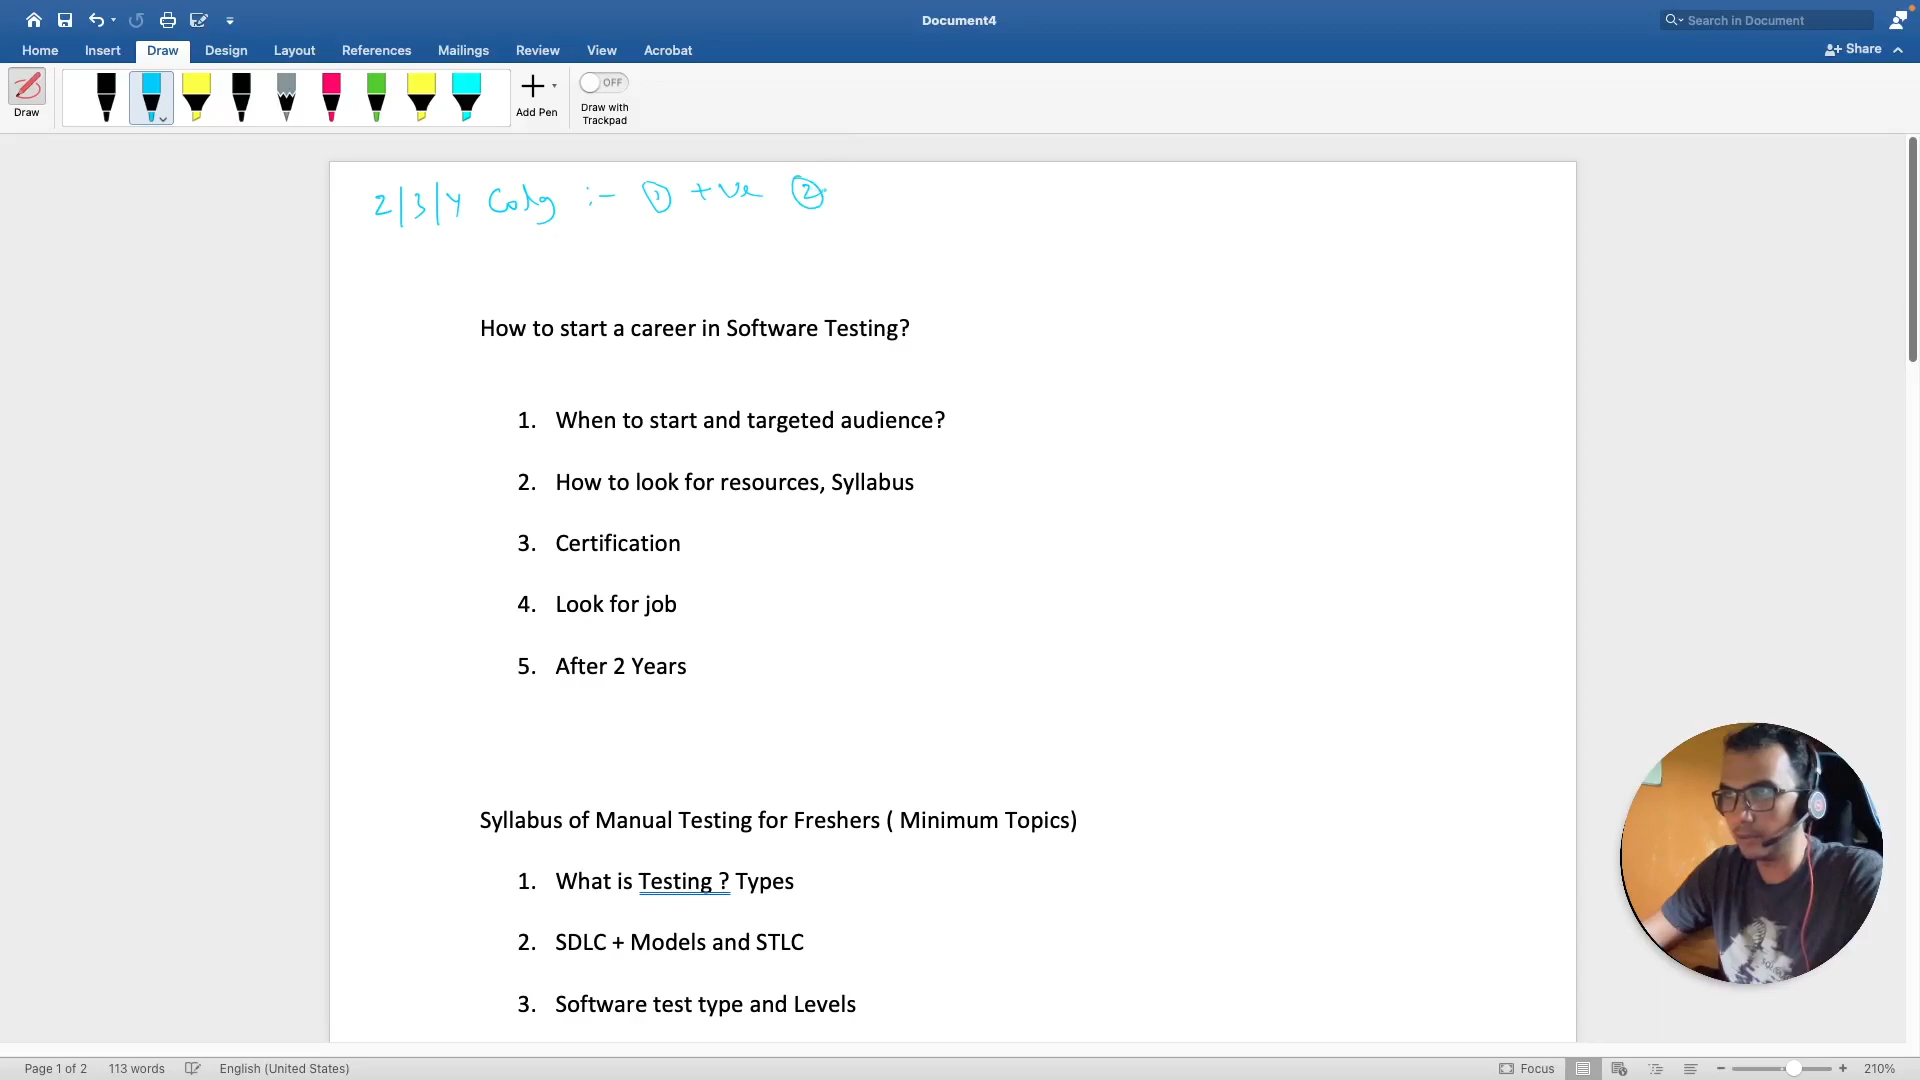 Document4
Search in Document
Home Insert Draw Design Layout References Mailings Review View Acrobat
Share
OFF
Draw
Add Pen
Draw with
Trackpad
2|3|4 :- ① +ve ②
How to start a career in Software Testing?
1. When to start and targeted audience?
2. How to look for resources, Syllabus
3. Certification
4. Look for job
5. After 2 Years
Syllabus of Manual Testing for Freshers ( Minimum Topics)
1. What is Testing ? Types
2. SDLC + Models and STLC
3. Software test type and Levels
Page 1 of 2 113 words English (United States) Focus 210%